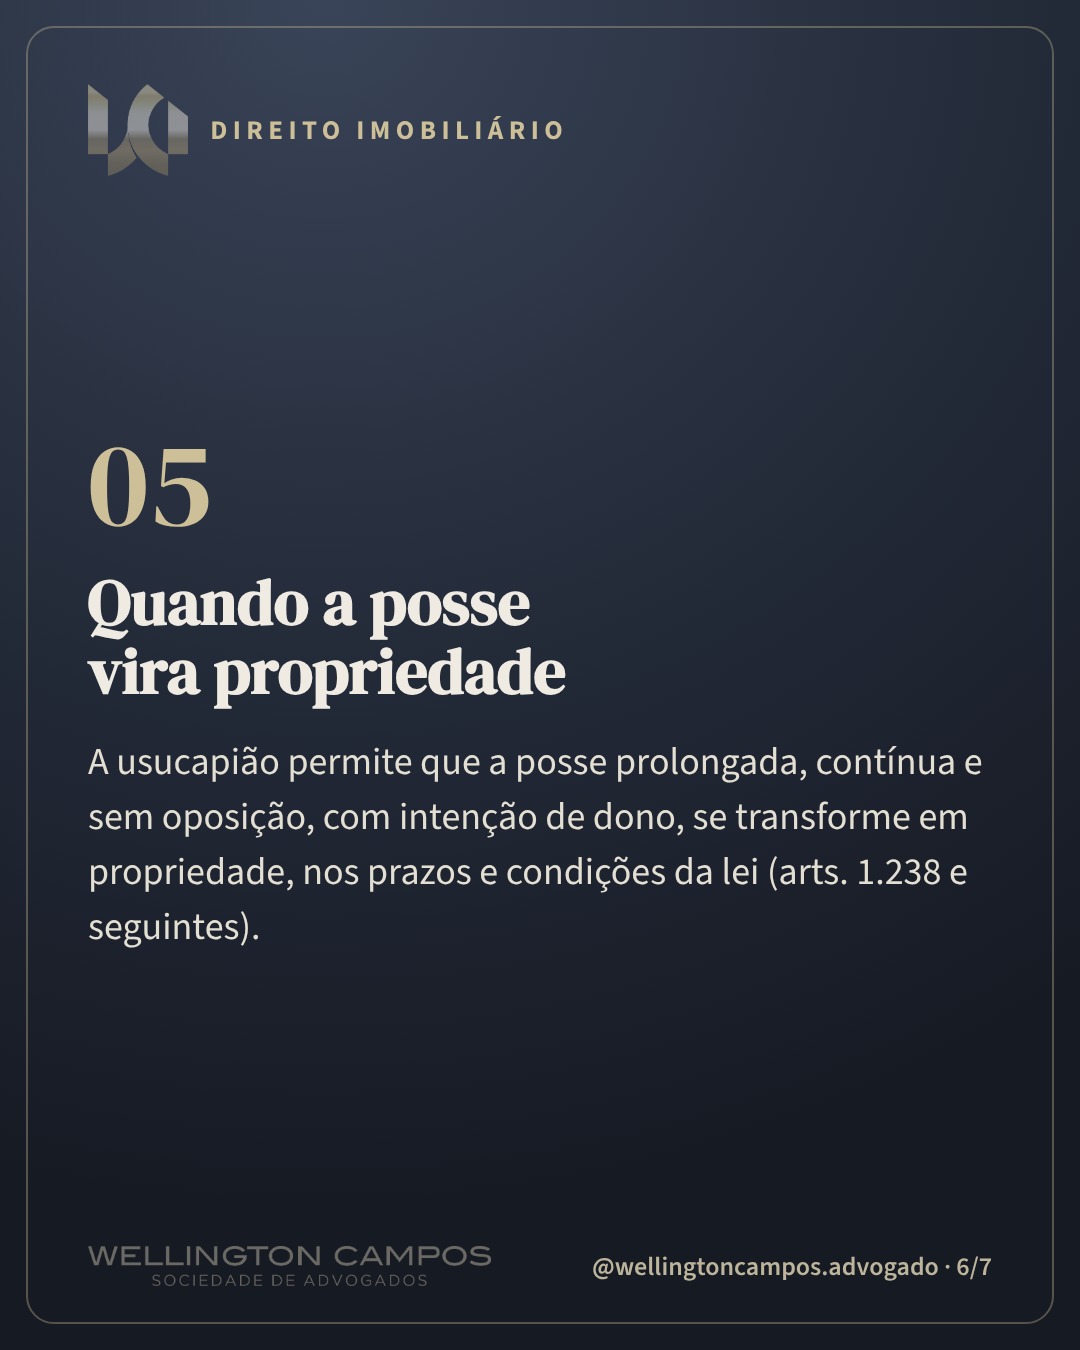 DIREITO IMOBILIÁRIO
05
Quando a posse
vira propriedade
A usucapião permite que a posse prolongada, contínua e
sem oposição, com intenção de dono, se transforme em
propriedade, nos prazos e condições da lei (arts. 1.238 e
seguintes).
WELLINGTON CAMPOS
SOCIEDADE DE ADVOGADOS
@wellingtoncampos.advogado · 6/7